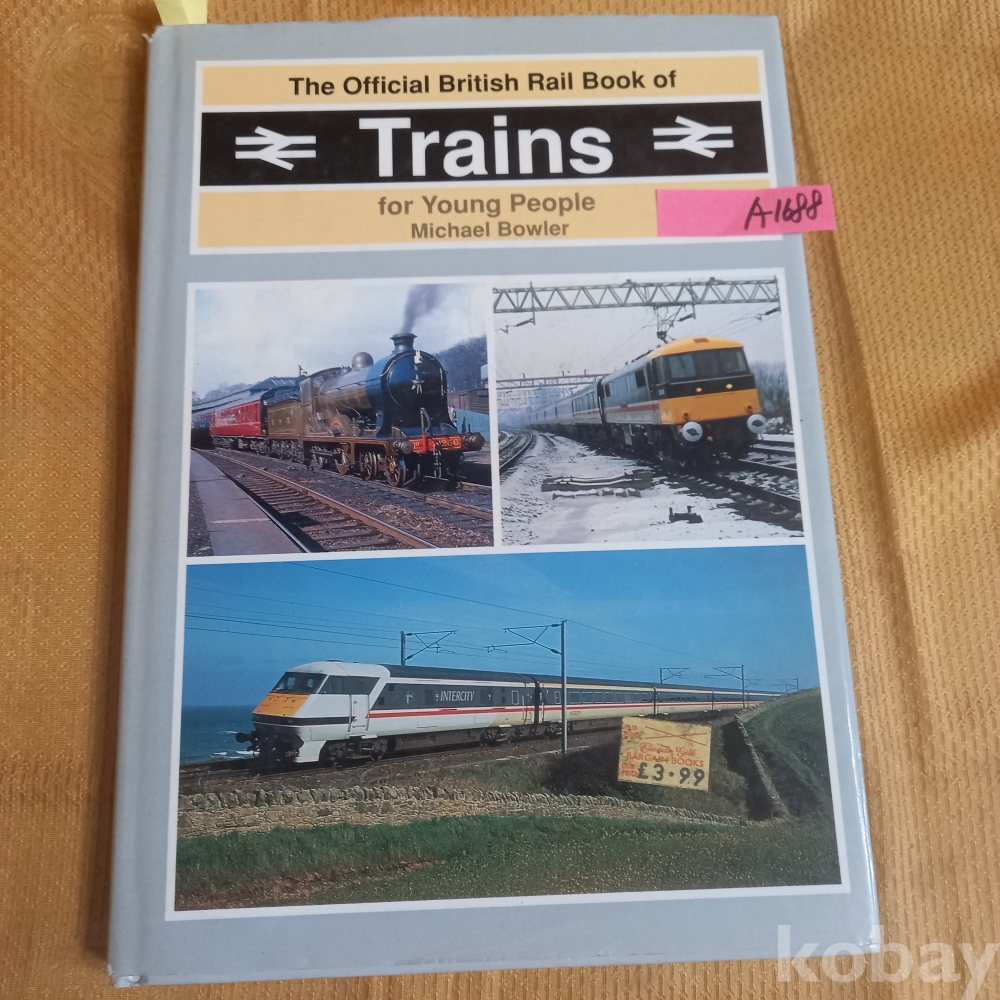 The Official British Rail Book of
Trains
for Young People
Michael Bowler
A1688
INTERCITY
BARGAIN BOOKS
£3.99
kobay